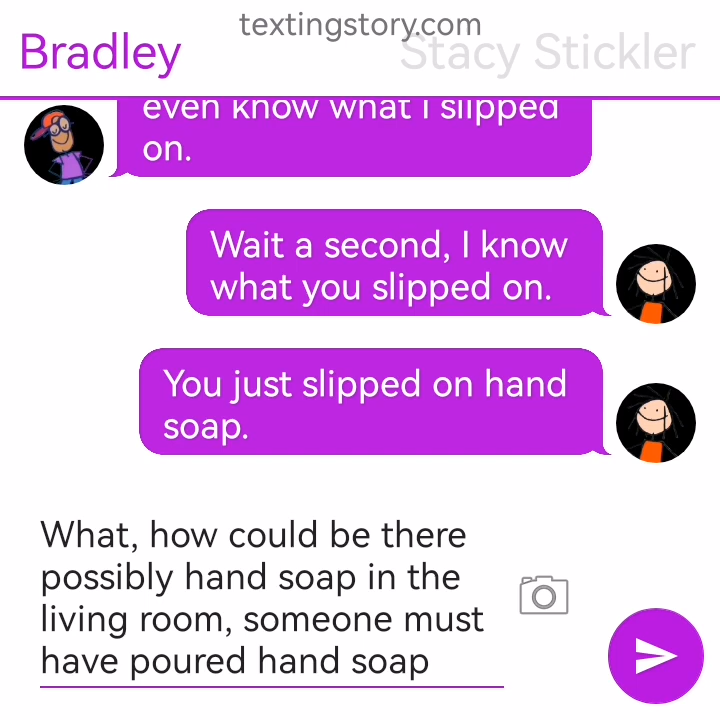 textingstory.com
Bradley
Stacy Stickler
even know what I slipped
on.
Wait a second, I know
what you slipped on.
You just slipped on hand
soap.
What, how could be there
possibly hand soap in the
living room, someone must
have poured hand soap